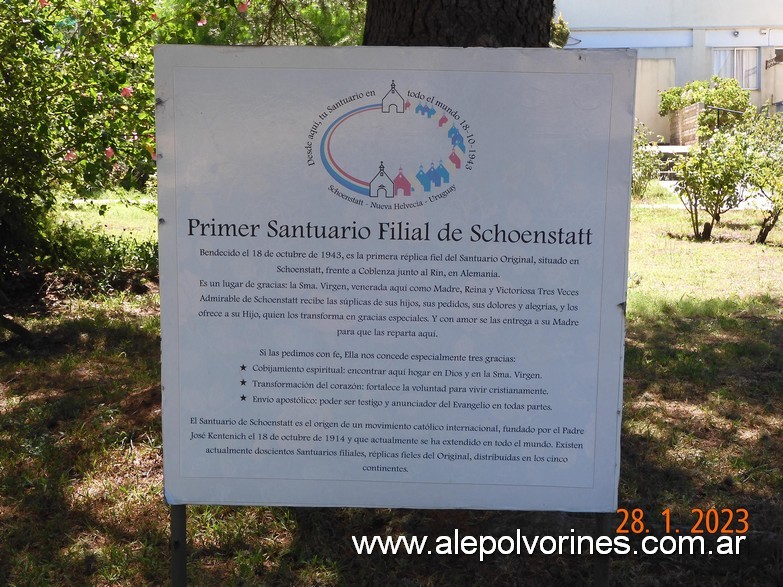 Desde aquí, tu Santuario en todo el mundo 18-10-1943
Schoenstatt - Nueva Helvecia - Uruguay
Primer Santuario Filial de Schoenstatt
Bendecido el 18 de octubre de 1943, es la primera réplica fiel del Santuario Original, situado en
Schoenstatt, frente a Coblenza junto al Rin, en Alemania.
Es un lugar de gracias: la Sma. Virgen, venerada aquí como Madre, Reina y Victoriosa Tres Veces
Admirable de Schoenstatt recibe las súplicas de sus hijos, sus pedidos, sus dolores y alegrías, y los
ofrece a su Hijo, quien los transforma en gracias especiales. Y con amor se las entrega a su Madre
para que las reparta aquí.
Si las pedimos con fe, Ella nos concede especialmente tres gracias:
★ Cobijamiento espiritual: encontrar aquí hogar en Dios y en la Sma. Virgen.
★ Transformación del corazón: fortalece la voluntad para vivir cristianamente.
★ Envío apostólico: poder ser testigo y anunciador del Evangelio en todas partes.
El Santuario de Schoenstatt es el origen de un movimiento católico internacional, fundado por el Padre
José Kentenich el 18 de octubre de 1914 y que actualmente se ha extendido en todo el mundo. Existen
actualmente doscientos Santuarios filiales, réplicas fieles del Original, distribuidas en los cinco
continentes.
28. 1. 2023
www.alepolvorines.com.ar